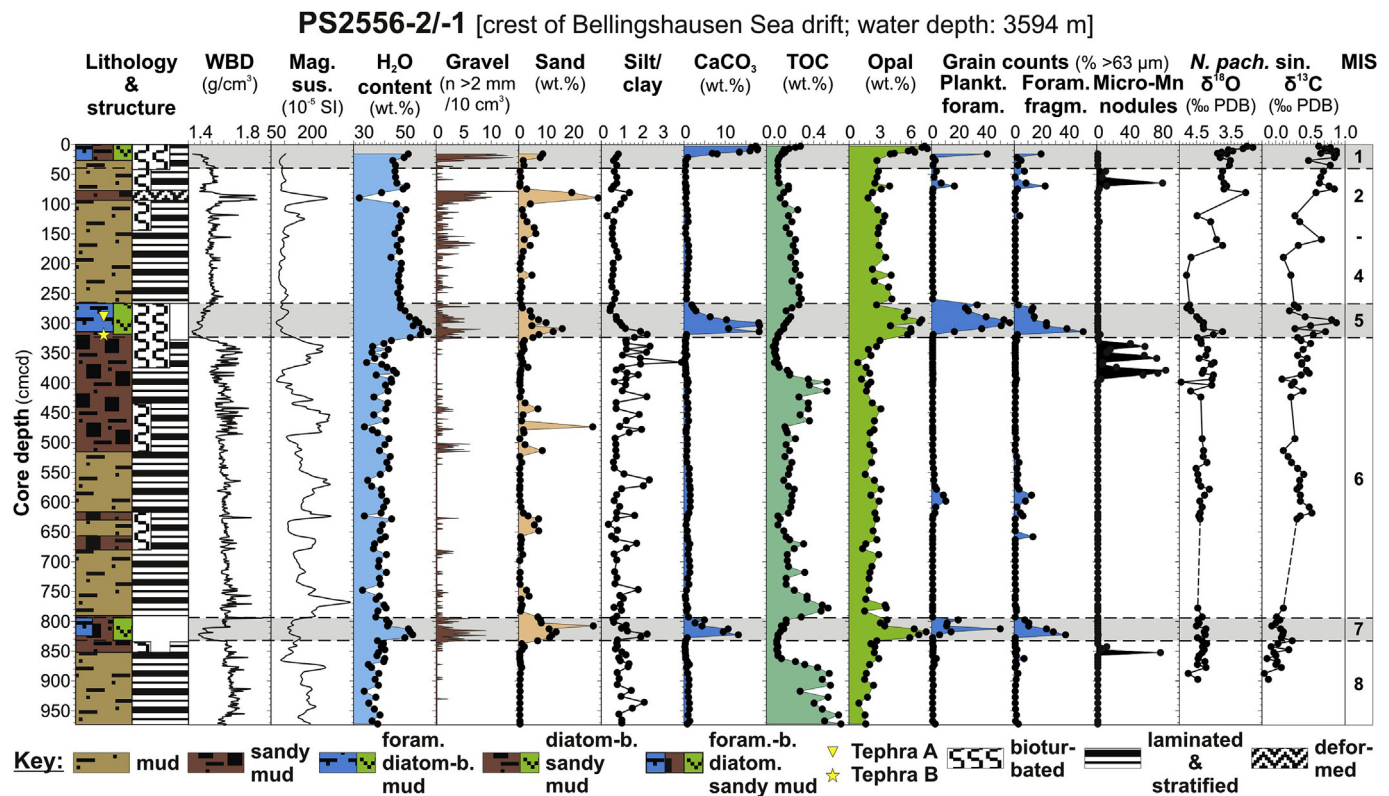 PS2556-2/-1 [crest of Bellingshausen Sea drift; water depth: 3594 m]
Lithology & structure
WBD (g/cm³)
Mag. sus. (10⁻⁵ SI)
H₂O content (wt.%)
Gravel (n >2 mm /10 cm³)
Sand (wt.%)
Silt/ clay
CaCO₃ (wt.%)
TOC (wt.%)
Opal (wt.%)
Grain counts (% >63 µm)
Plankt. foram.
Foram. fragm.
Micro-Mn nodules
N. pach. sin.
δ¹⁸O (‰ PDB)
δ¹³C (‰ PDB)
MIS
1.4 1.8
50 200
30 50
0 5 10
0 10 20
0 1 2 3
0 10
0.0 0.4
0 3 6
0 20 40
0 20 40
0 40 80
4.5 3.5
0.0 0.5 1.0
Core depth (cmcd)
0
50
100
150
200
250
300
350
400
450
500
550
600
650
700
750
800
850
900
950
1
2
-
4
5
6
7
8
Key:
mud
sandy mud
foram. diatom-b. mud
diatom-b. sandy mud
foram.-b. diatom. sandy mud
Tephra A
Tephra B
biotur- bated
laminated & stratified
defor- med